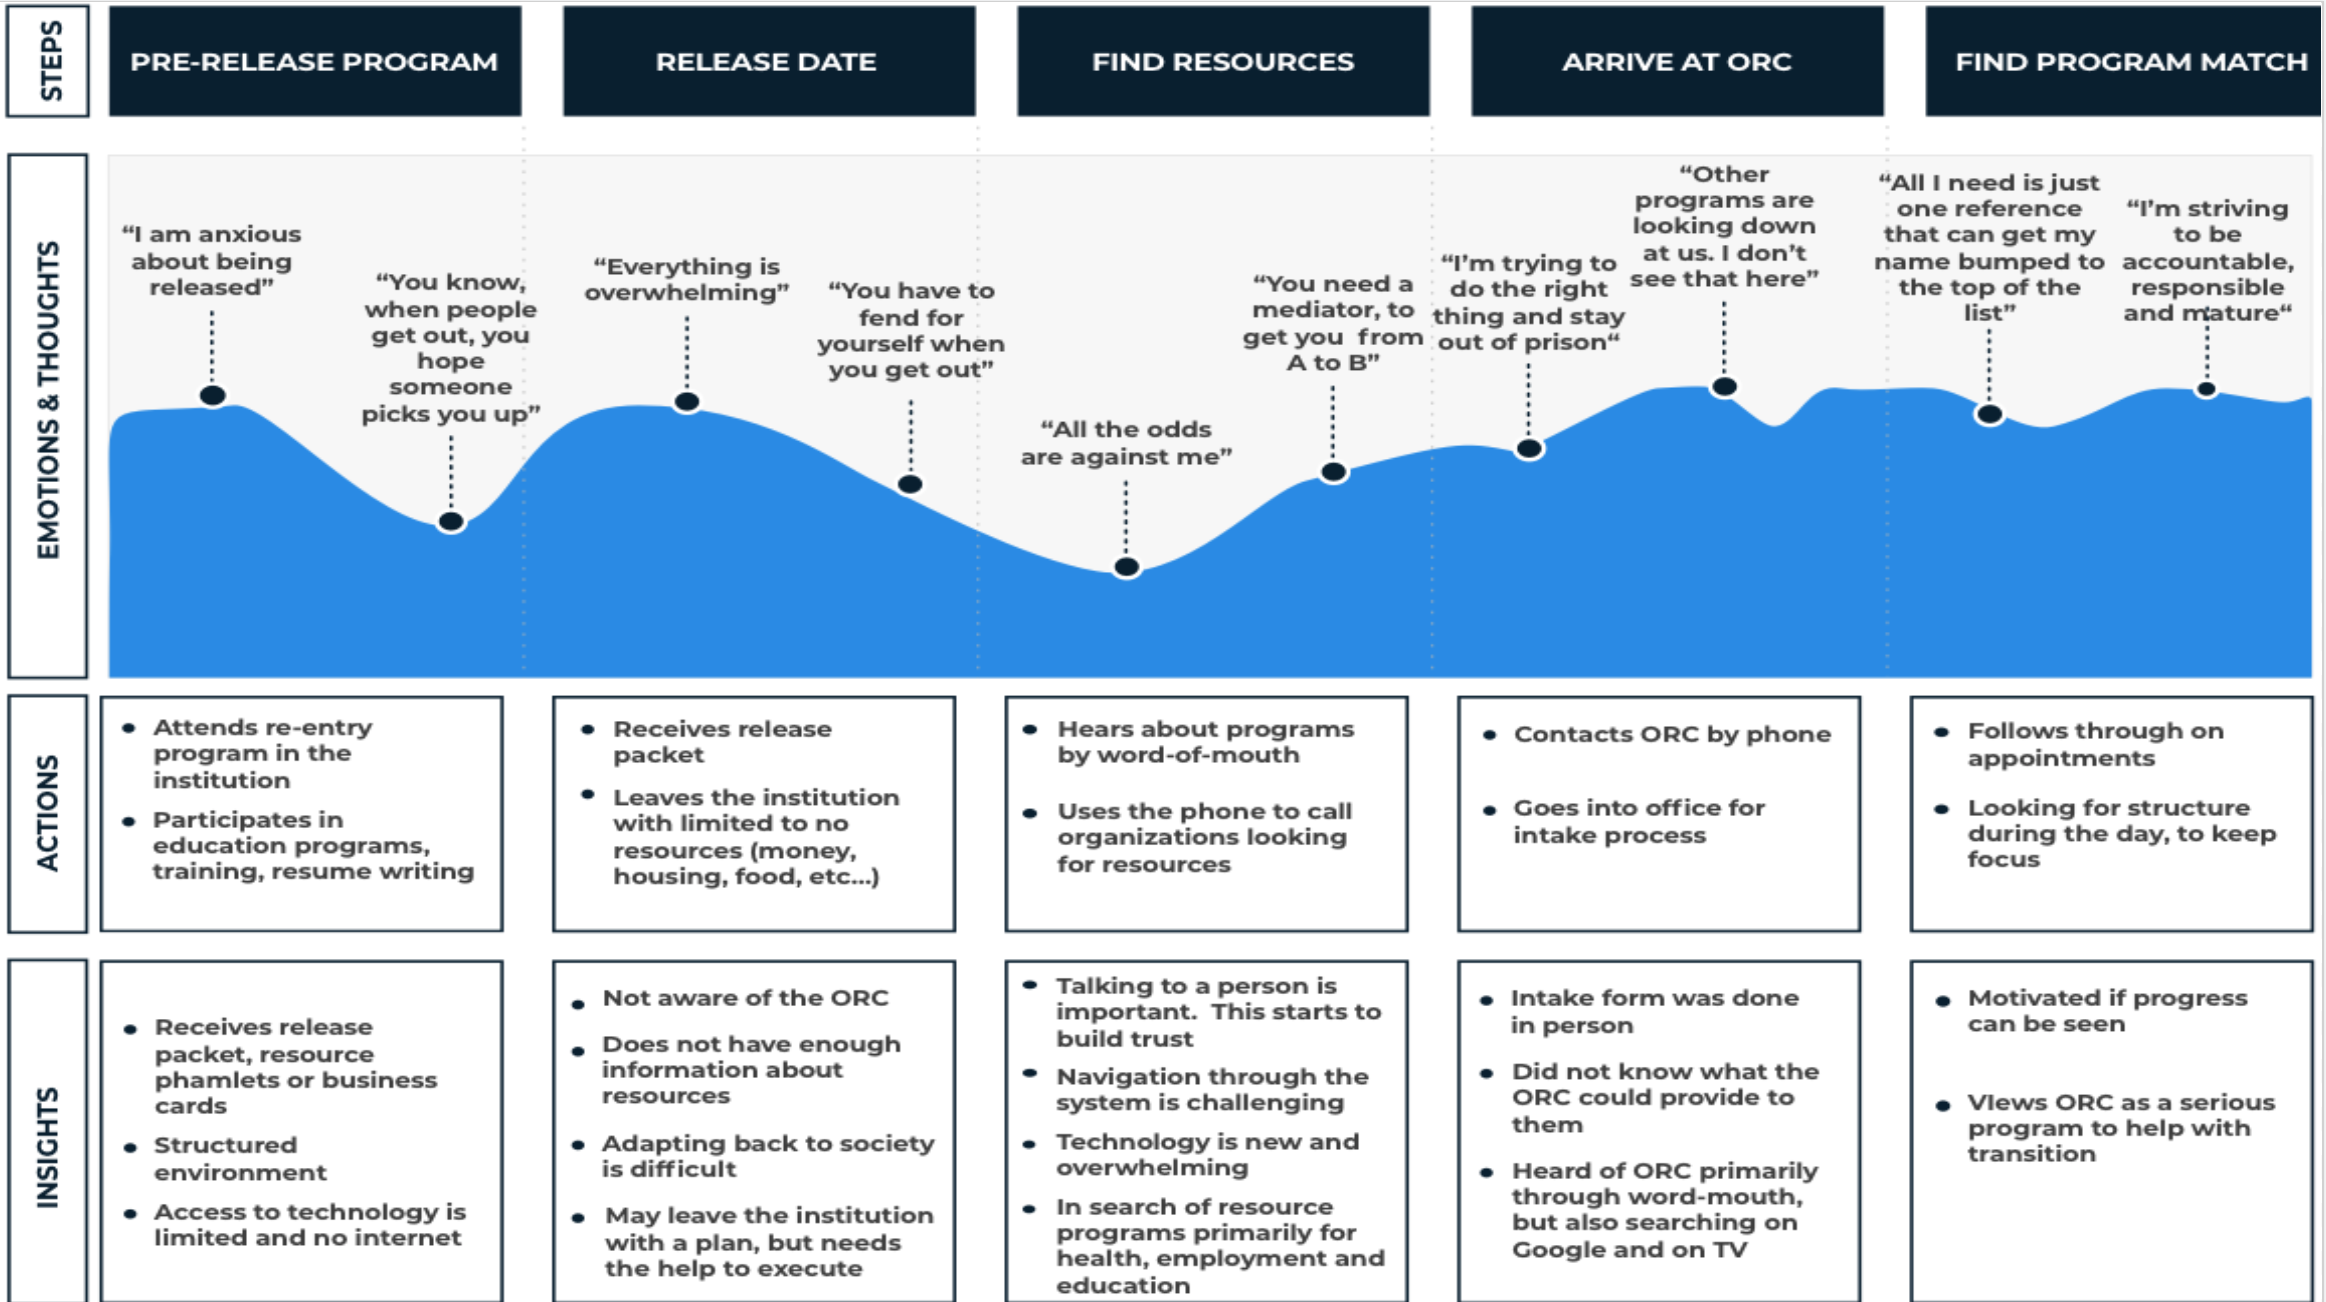 STEPS
PRE-RELEASE PROGRAM
RELEASE DATE
FIND RESOURCES
ARRIVE AT ORC
FIND PROGRAM MATCH
EMOTIONS & THOUGHTS
“I am anxious
about being
released”
“You know,
when people
get out, you
hope
someone
picks you up”
“Everything is
overwhelming”
“You have to
fend for
yourself when
you get out”
“All the odds
are against me”
“You need a
mediator, to
get you  from
A to B”
“I’m trying to
do the right
thing and stay
out of prison“
“Other
programs are
looking down
at us. I don’t
see that here”
“All I need is just
one reference
that can get my
name bumped to
the top of the
list”
“I’m striving
to be
accountable,
responsible
and mature“
ACTIONS
• Attends re-entry
program in the
institution
• Participates in
education programs,
training, resume writing
• Receives release
packet
• Leaves the institution
with limited to no
resources (money,
housing, food, etc...)
• Hears about programs
by word-of-mouth
• Uses the phone to call
organizations looking
for resources
• Contacts ORC by phone
• Goes into office for
intake process
• Follows through on
appointments
• Looking for structure
during the day, to keep
focus
INSIGHTS
• Receives release
packet, resource
phamlets or business
cards
• Structured
environment
• Access to technology is
limited and no internet
• Not aware of the ORC
• Does not have enough
information about
resources
• Adapting back to society
is difficult
• May leave the institution
with a plan, but needs
the help to execute
• Talking to a person is
important.  This starts to
build trust
• Navigation through the
system is challenging
• Technology is new and
overwhelming
• In search of resource
programs primarily for
health, employment and
education
• Intake form was done
in person
• Did not know what the
ORC could provide to
them
• Heard of ORC primarily
through word-mouth,
but also searching on
Google and on TV
• Motivated if progress
can be seen
• VIews ORC as a serious
program to help with
transition